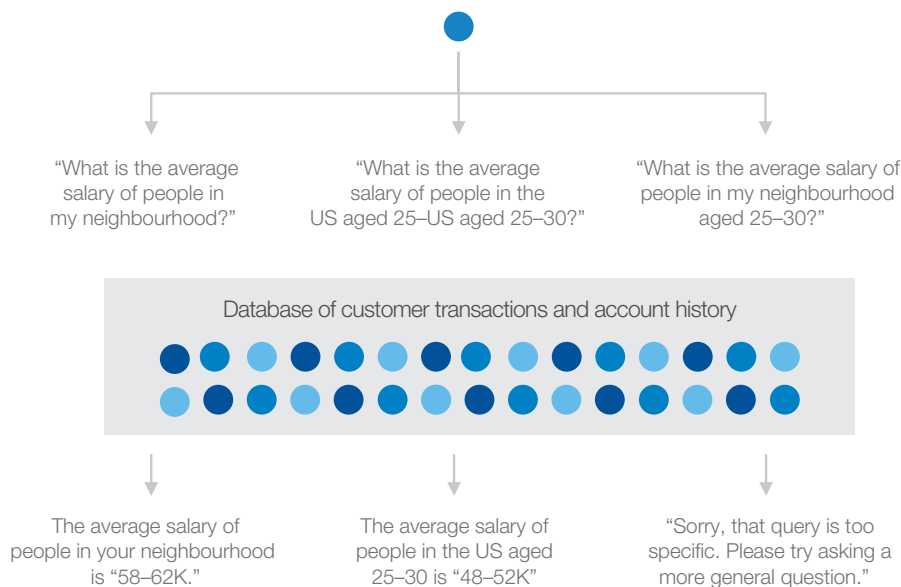 “What is the average
salary of people in
my neighbourhood?”
“What is the average
salary of people in the
US aged 25–US aged 25–30?”
“What is the average salary of
people in my neighbourhood
aged 25–30?”
Database of customer transactions and account history
The average salary of
people in your neighbourhood
is “58–62K.”
The average salary of
people in the US aged
25–30 is “48–52K”
“Sorry, that query is too
specific. Please try asking a
more general question.”